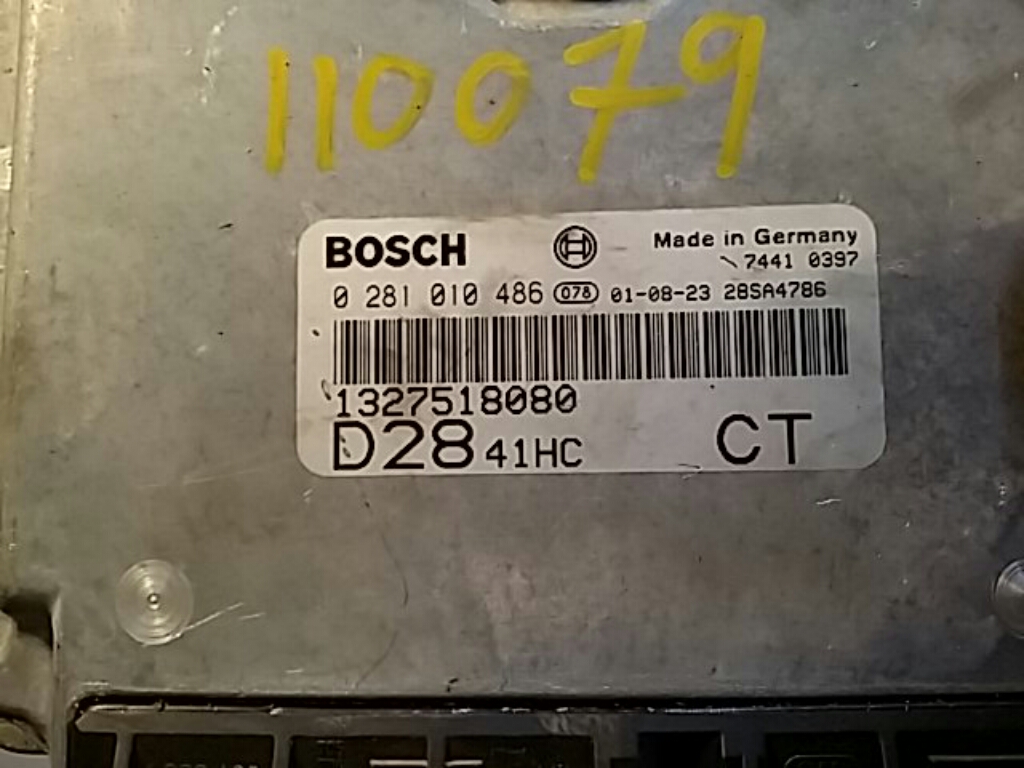 110079
BOSCH
Made in Germany
7441 0397
0 281 010 486 078 01-08-23 28SA4786
1327518080
D28 41HC CT